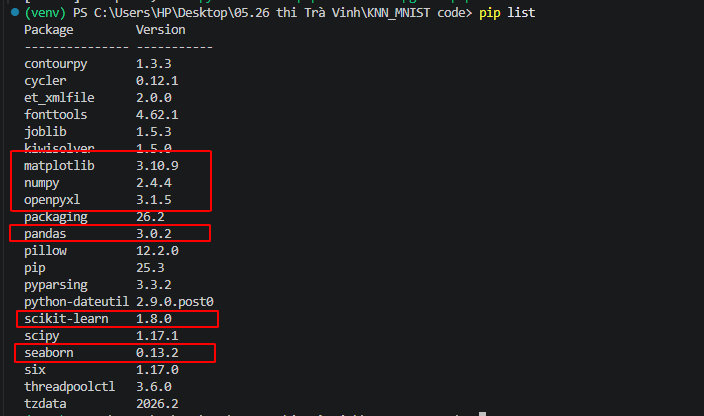 (venv) PS C:\Users\HP\Desktop\05.26 thi Trà Vinh\KNN_MNIST code> pip list
Package Version
--------------- -----------
contourpy 1.3.3
cycler 0.12.1
et_xmlfile 2.0.0
fonttools 4.62.1
joblib 1.5.3
kiwisolver 1.5.0
matplotlib 3.10.9
numpy 2.4.4
openpyxl 3.1.5
packaging 26.2
pandas 3.0.2
pillow 12.2.0
pip 25.3
pyparsing 3.3.2
python-dateutil 2.9.0.post0
scikit-learn 1.8.0
scipy 1.17.1
seaborn 0.13.2
six 1.17.0
threadpoolctl 3.6.0
tzdata 2026.2